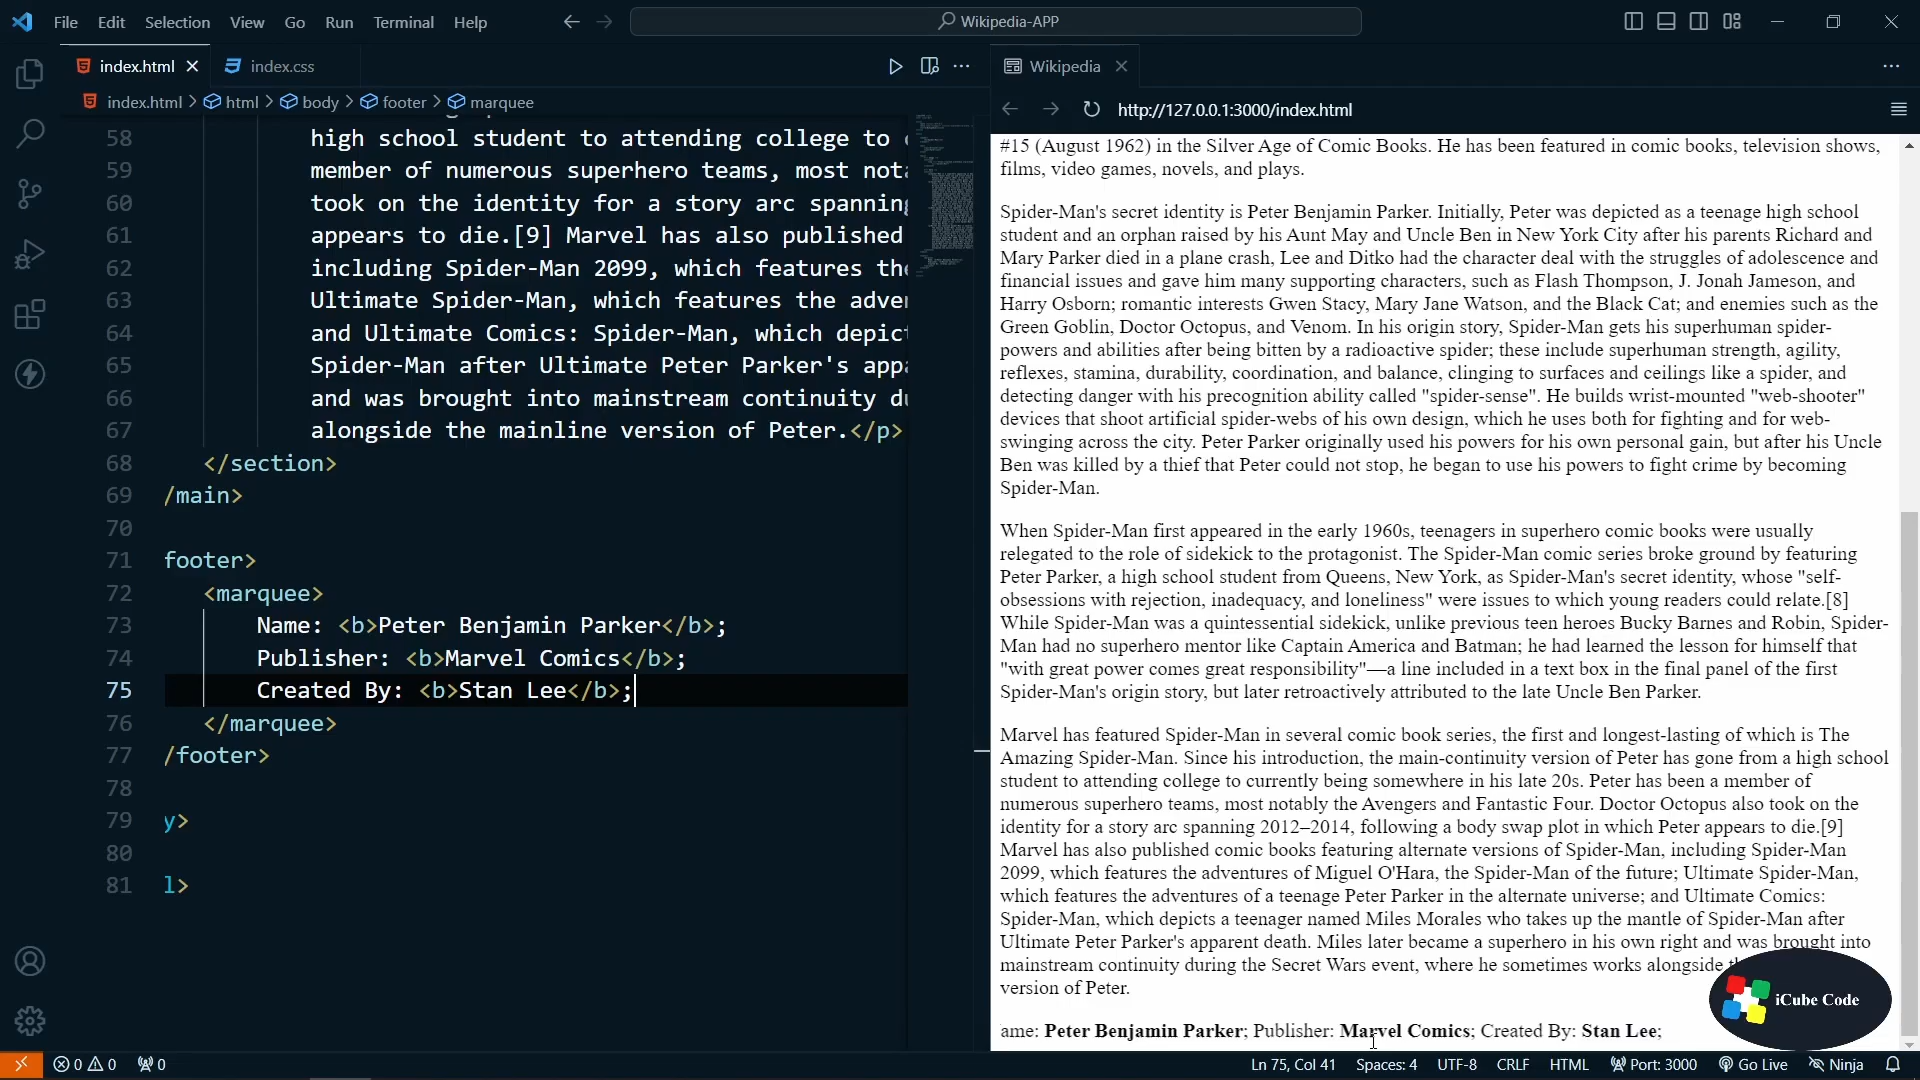 File Edit Selection View Go Run Terminal Help
Wikipedia-APP
index.html
index.css
index.html > html > body > footer > marquee
58 high school student to attending college to
59 member of numerous superhero teams, most
60 took on the identity for a story arc spanning
61 appears to die.[9] Marvel has also published
62 including Spider-Man 2099, which features the
63 Ultimate Spider-Man, which features the
64 and Ultimate Comics: Spider-Man, which
65 Spider-Man after Ultimate Peter Parker's
66 and was brought into mainstream continuity
67 alongside the mainline version of Peter.</p>
68 </section>
69 /main>
70
71 footer>
72 <marquee>
73 Name: <b>Peter Benjamin Parker</b>;
74 Publisher: <b>Marvel Comics</b>;
75 Created By: <b>Stan Lee</b>;
76 </marquee>
77 /footer>
78
79 y>
80
81 l>
Wikipedia
http://127.0.0.1:3000/index.html
#15 (August 1962) in the Silver Age of Comic Books. He has been featured in comic books, television shows,
films, video games, novels, and plays.
Spider-Man's secret identity is Peter Benjamin Parker. Initially, Peter was depicted as a teenage high school
student and an orphan raised by his Aunt May and Uncle Ben in New York City after his parents Richard and
Mary Parker died in a plane crash, Lee and Ditko had the character deal with the struggles of adolescence and
financial issues and gave him many supporting characters, such as Flash Thompson, J. Jonah Jameson, and
Harry Osborn; romantic interests Gwen Stacy, Mary Jane Watson, and the Black Cat; and enemies such as the
Green Goblin, Doctor Octopus, and Venom. In his origin story, Spider-Man gets his superhuman spider-
powers and abilities after being bitten by a radioactive spider; these include superhuman strength, agility,
reflexes, stamina, durability, coordination, and balance, clinging to surfaces and ceilings like a spider, and
detecting danger with his precognition ability called "spider-sense". He builds wrist-mounted "web-shooter"
devices that shoot artificial spider-webs of his own design, which he uses both for fighting and for web-
swinging across the city. Peter Parker originally used his powers for his own personal gain, but after his Uncle
Ben was killed by a thief that Peter could not stop, he began to use his powers to fight crime by becoming
Spider-Man.
When Spider-Man first appeared in the early 1960s, teenagers in superhero comic books were usually
relegated to the role of sidekick to the protagonist. The Spider-Man comic series broke ground by featuring
Peter Parker, a high school student from Queens, New York, as Spider-Man's secret identity, whose "self-
obsessions with rejection, inadequacy, and loneliness" were issues to which young readers could relate.[8]
While Spider-Man was a quintessential sidekick, unlike previous teen heroes Bucky Barnes and Robin, Spider-
Man had no superhero mentor like Captain America and Batman; he had learned the lesson for himself that
"with great power comes great responsibility"—a line included in a text box in the final panel of the first
Spider-Man's origin story, but later retroactively attributed to the late Uncle Ben Parker.
Marvel has featured Spider-Man in several comic book series, the first and longest-lasting of which is The
Amazing Spider-Man. Since his introduction, the main-continuity version of Peter has gone from a high school
student to attending college to currently being somewhere in his late 20s. Peter has been a member of
numerous superhero teams, most notably the Avengers and Fantastic Four. Doctor Octopus also took on the
identity for a story arc spanning 2012–2014, following a body swap plot in which Peter appears to die.[9]
Marvel has also published comic books featuring alternate versions of Spider-Man, including Spider-Man
2099, which features the adventures of Miguel O'Hara, the Spider-Man of the future; Ultimate Spider-Man,
which features the adventures of a teenage Peter Parker in the alternate universe; and Ultimate Comics:
Spider-Man, which depicts a teenager named Miles Morales who takes up the mantle of Spider-Man after
Ultimate Peter Parker's apparent death. Miles later became a superhero in his own right and was brought into
mainstream continuity during the Secret Wars event, where he sometimes works alongside
version of Peter.
ame: Peter Benjamin Parker; Publisher: Marvel Comics; Created By: Stan Lee;
iCube Code
0 0 0 Ln 75, Col 41 Spaces: 4 UTF-8 CRLF HTML Port: 3000 Go Live Ninja